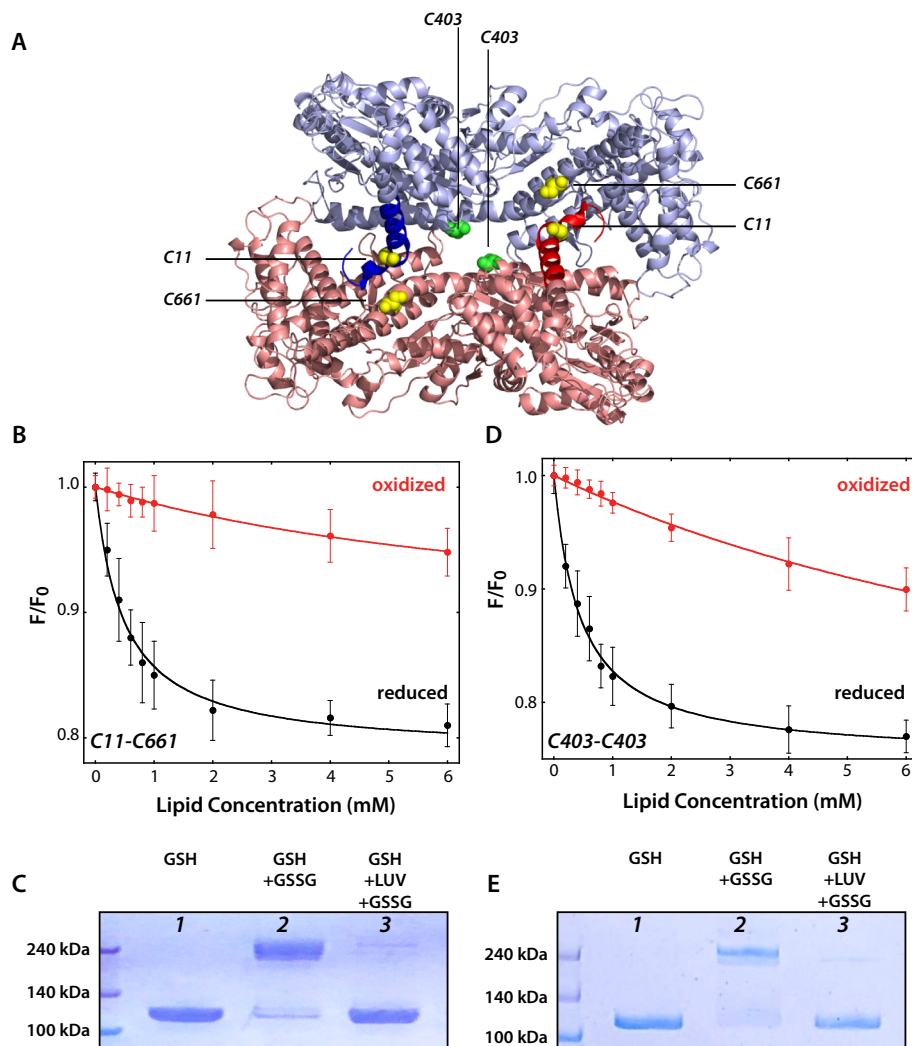 A
C403
C403
C661
C11
C11
C661
B
1.0
0.9
0.8
F/F0
oxidized
reduced
C11-C661
0 1 2 3 4 5 6
Lipid Concentration (mM)
D
1.0
0.9
0.8
F/F0
oxidized
reduced
C403-C403
0 1 2 3 4 5 6
Lipid Concentration (mM)
C
GSH
GSH
+GSSG
GSH
+LUV
+GSSG
1 2 3
240 kDa
140 kDa
100 kDa
E
GSH
GSH
+GSSG
GSH
+LUV
+GSSG
1 2 3
240 kDa
140 kDa
100 kDa